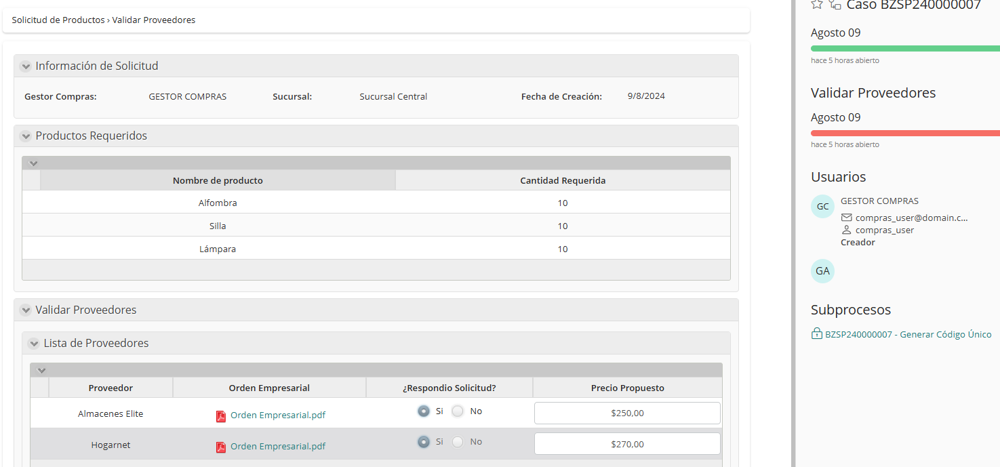 Solicitud de Productos › Validar Proveedores
Información de Solicitud
Gestor Compras: GESTOR COMPRAS Sucursal: Sucursal Central Fecha de Creación: 9/8/2024
Productos Requeridos
Nombre de producto Cantidad Requerida
Alfombra 10
Silla 10
Lámpara 10
Validar Proveedores
Lista de Proveedores
Proveedor Orden Empresarial ¿Respondio Solicitud? Precio Propuesto
Almacenes Elite Orden Empresarial.pdf Si No $250,00
Hogarnet Orden Empresarial.pdf Si No $270,00
Caso BZSP240000007
Agosto 09
hace 5 horas abierto
Validar Proveedores
Agosto 09
hace 5 horas abierto
Usuarios
GC GESTOR COMPRAS
compras_user@domain.c...
compras_user
Creador
GA
Subprocesos
BZSP240000007 - Generar Código Único